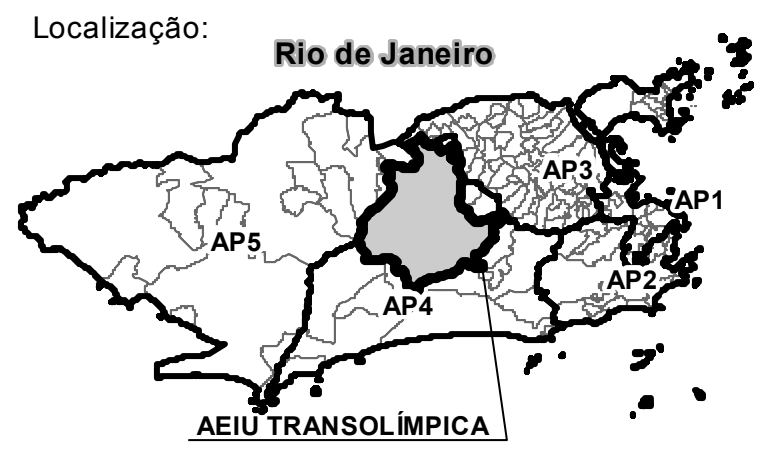 Localização:
Rio de Janeiro
AP3
AP1
AP5
AP2
AP4
AEIU TRANSOLÍMPICA